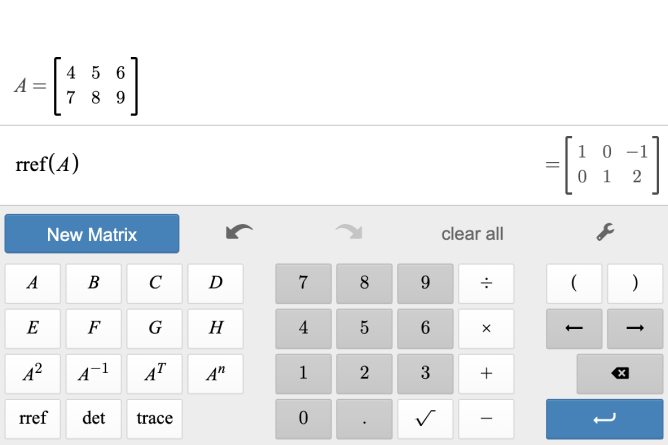 A = [4 5 6
7 8 9]
rref(A)
= [1 0 −1
0 1 2]
New Matrix clear all
A B C D 7 8 9 ÷ ( )
E F G H 4 5 6 × ← →
A² A⁻¹ Aᵀ Aⁿ 1 2 3 +
rref det trace 0 . √ −